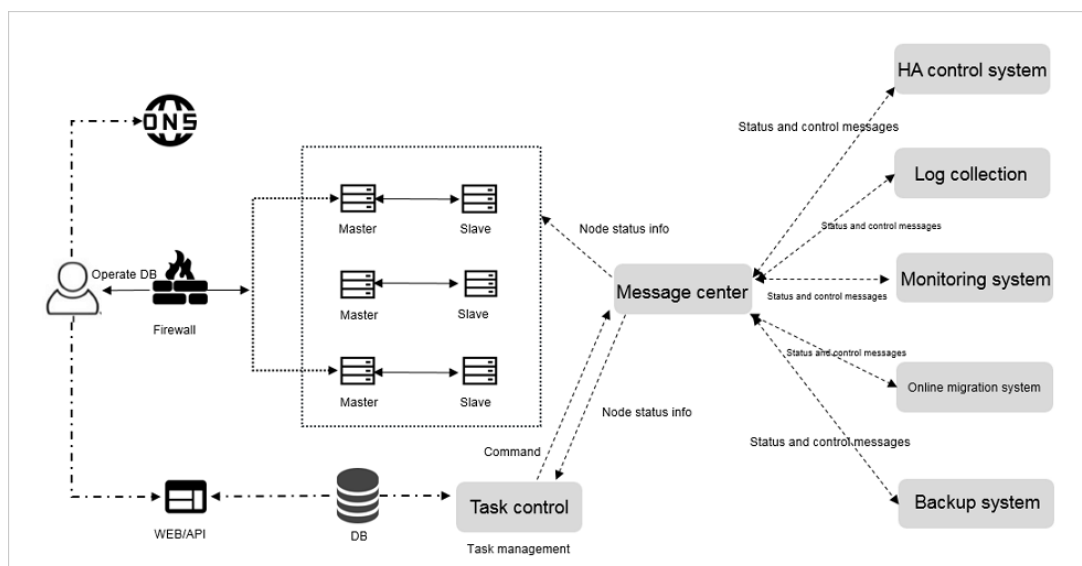 HA control system
DNS
Status and control messages
Log collection
Master
Slave
Node status info
Status and control messages
Operate DB
Message center
Monitoring system
Status and control messages
Firewall
Master
Slave
Status and control messages
Online migration system
Master
Slave
Node status info
Status and control messages
Command
WEB/API
DB
Task control
Backup system
Task management